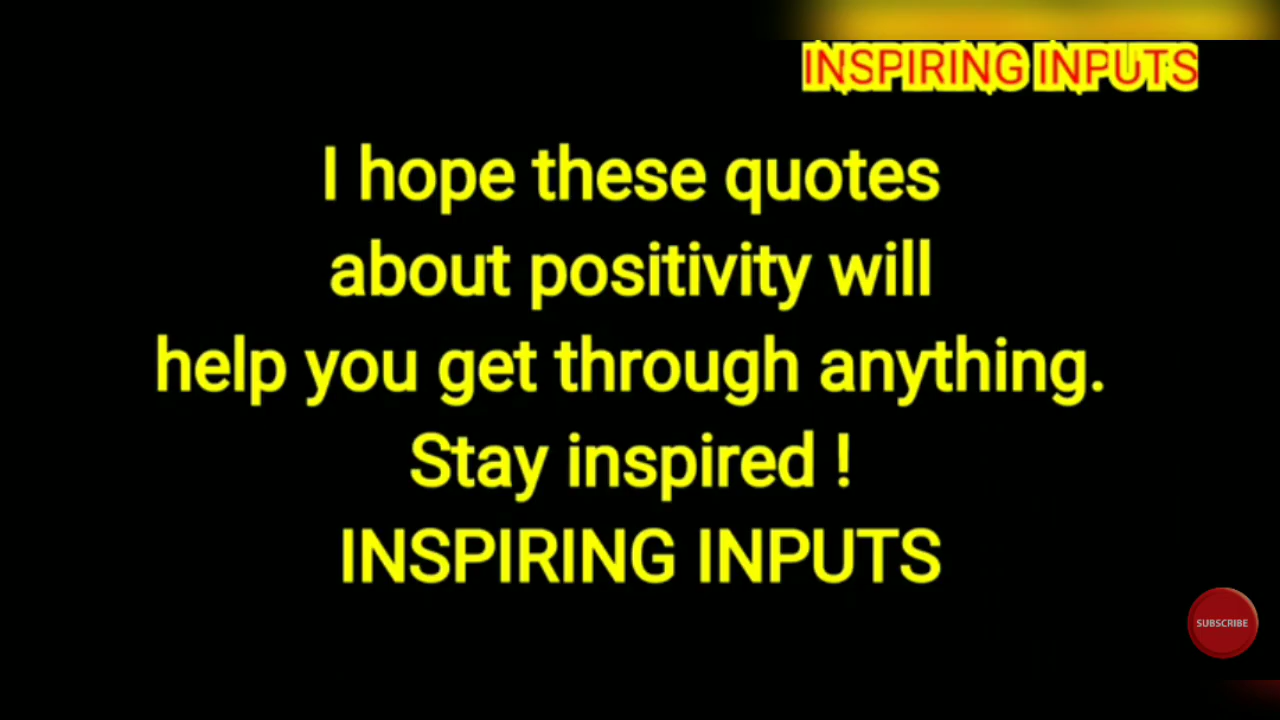 INSPIRING INPUTS
I hope these quotes
about positivity will
help you get through anything.
Stay inspired !
INSPIRING INPUTS
SUBSCRIBE